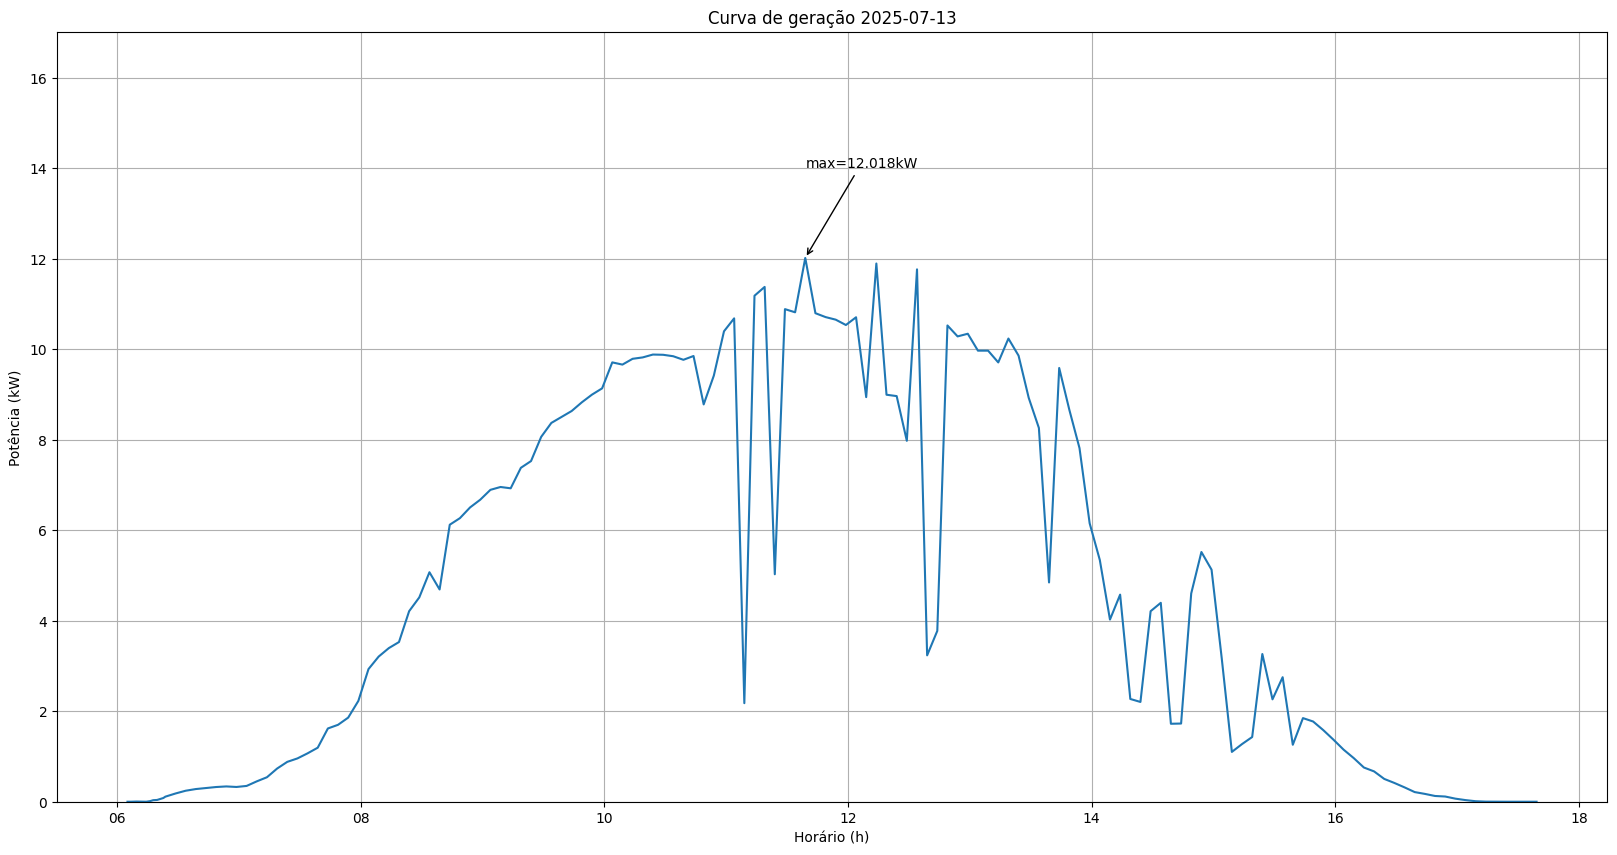 Curva de geração 2025-07-13
16
14
12
10
8
6
4
2
0
max=12.018kW
Potência (kW)
06 08 10 12 14 16 18
Horário (h)